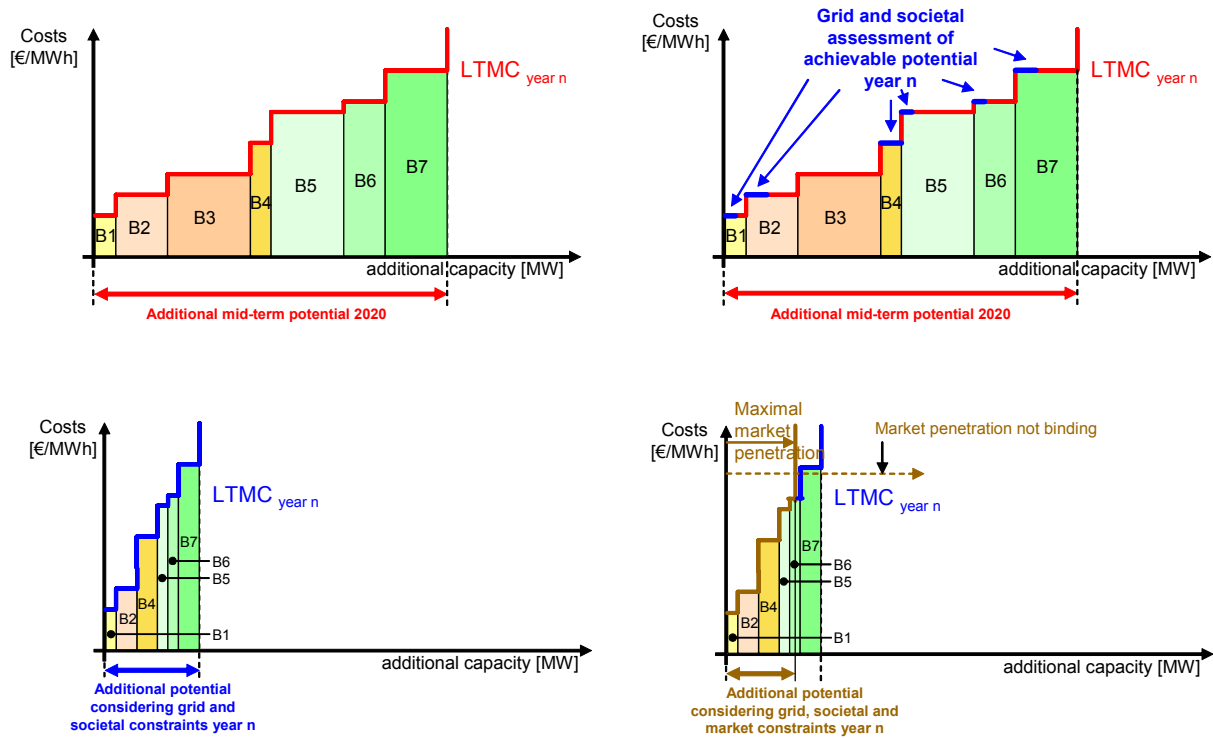 Costs
[€/MWh]
LTMC year n
B1
B2
B3
B4
B5
B6
B7
additional capacity [MW]
Additional mid-term potential 2020
Costs
[€/MWh]
Grid and societal
assessment of
achievable potential
year n
LTMC year n
B1
B2
B3
B4
B5
B6
B7
additional capacity [MW]
Additional mid-term potential 2020
Costs
[€/MWh]
LTMC year n
B7
B6
B5
B4
B2
B1
additional capacity [MW]
Additional potential
considering grid and
societal constraints year n
Costs
[€/MWh]
Maximal
market
penetration
Market penetration not binding
LTMC year n
B7
B6
B5
B4
B2
B1
additional capacity [MW]
Additional potential
considering grid, societal and
market constraints year n